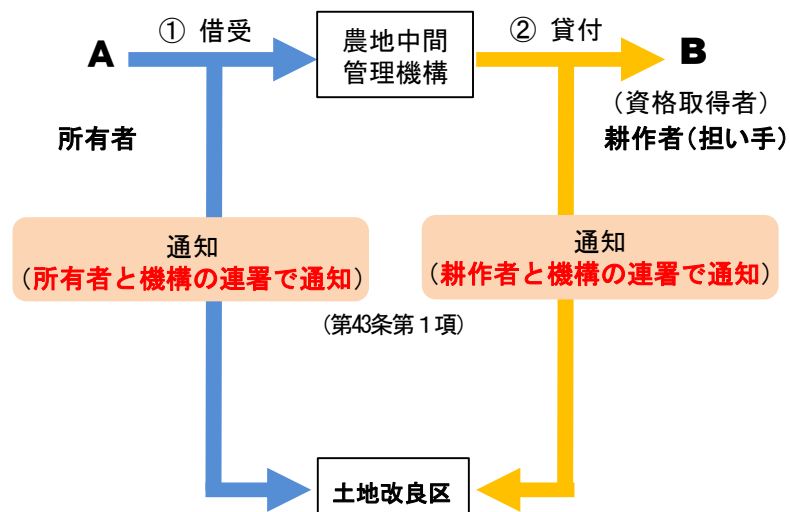 ① 借受
② 貸付
A
農地中間
管理機構
B
(資格取得者)
所有者
耕作者(担い手)
通知
(所有者と機構の連署で通知)
通知
(耕作者と機構の連署で通知)
(第43条第1項)
土地改良区